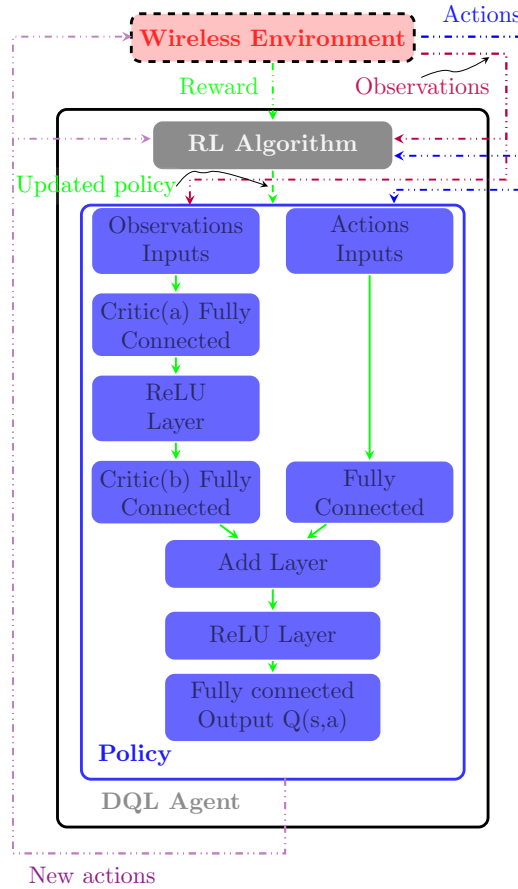 Actions
Wireless Environment
Reward
Observations
RL Algorithm
Updated policy
Observations
Inputs
Actions
Inputs
Critic(a) Fully
Connected
ReLU
Layer
Critic(b) Fully
Connected
Fully
Connected
Add Layer
ReLU Layer
Fully connected
Output Q(s,a)
Policy
DQL Agent
New actions